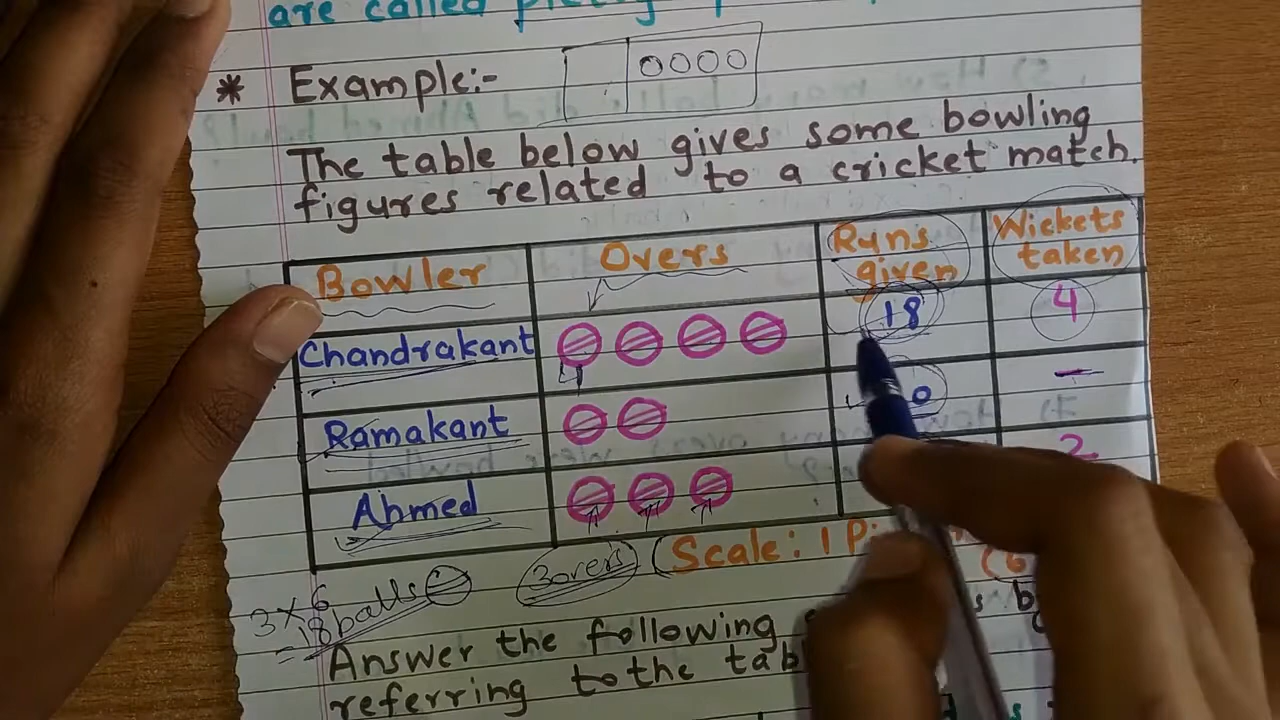 are called
* Example:-
The table below gives some bowling
figures related to a cricket match.
Bowler Overs Runs given Wickets taken
Chandrakant 18 4
Ramakant 0 —
Ahmed 2
3 overs (Scale: 1
3 x 6
= 18 balls
Answer the following
referring to the